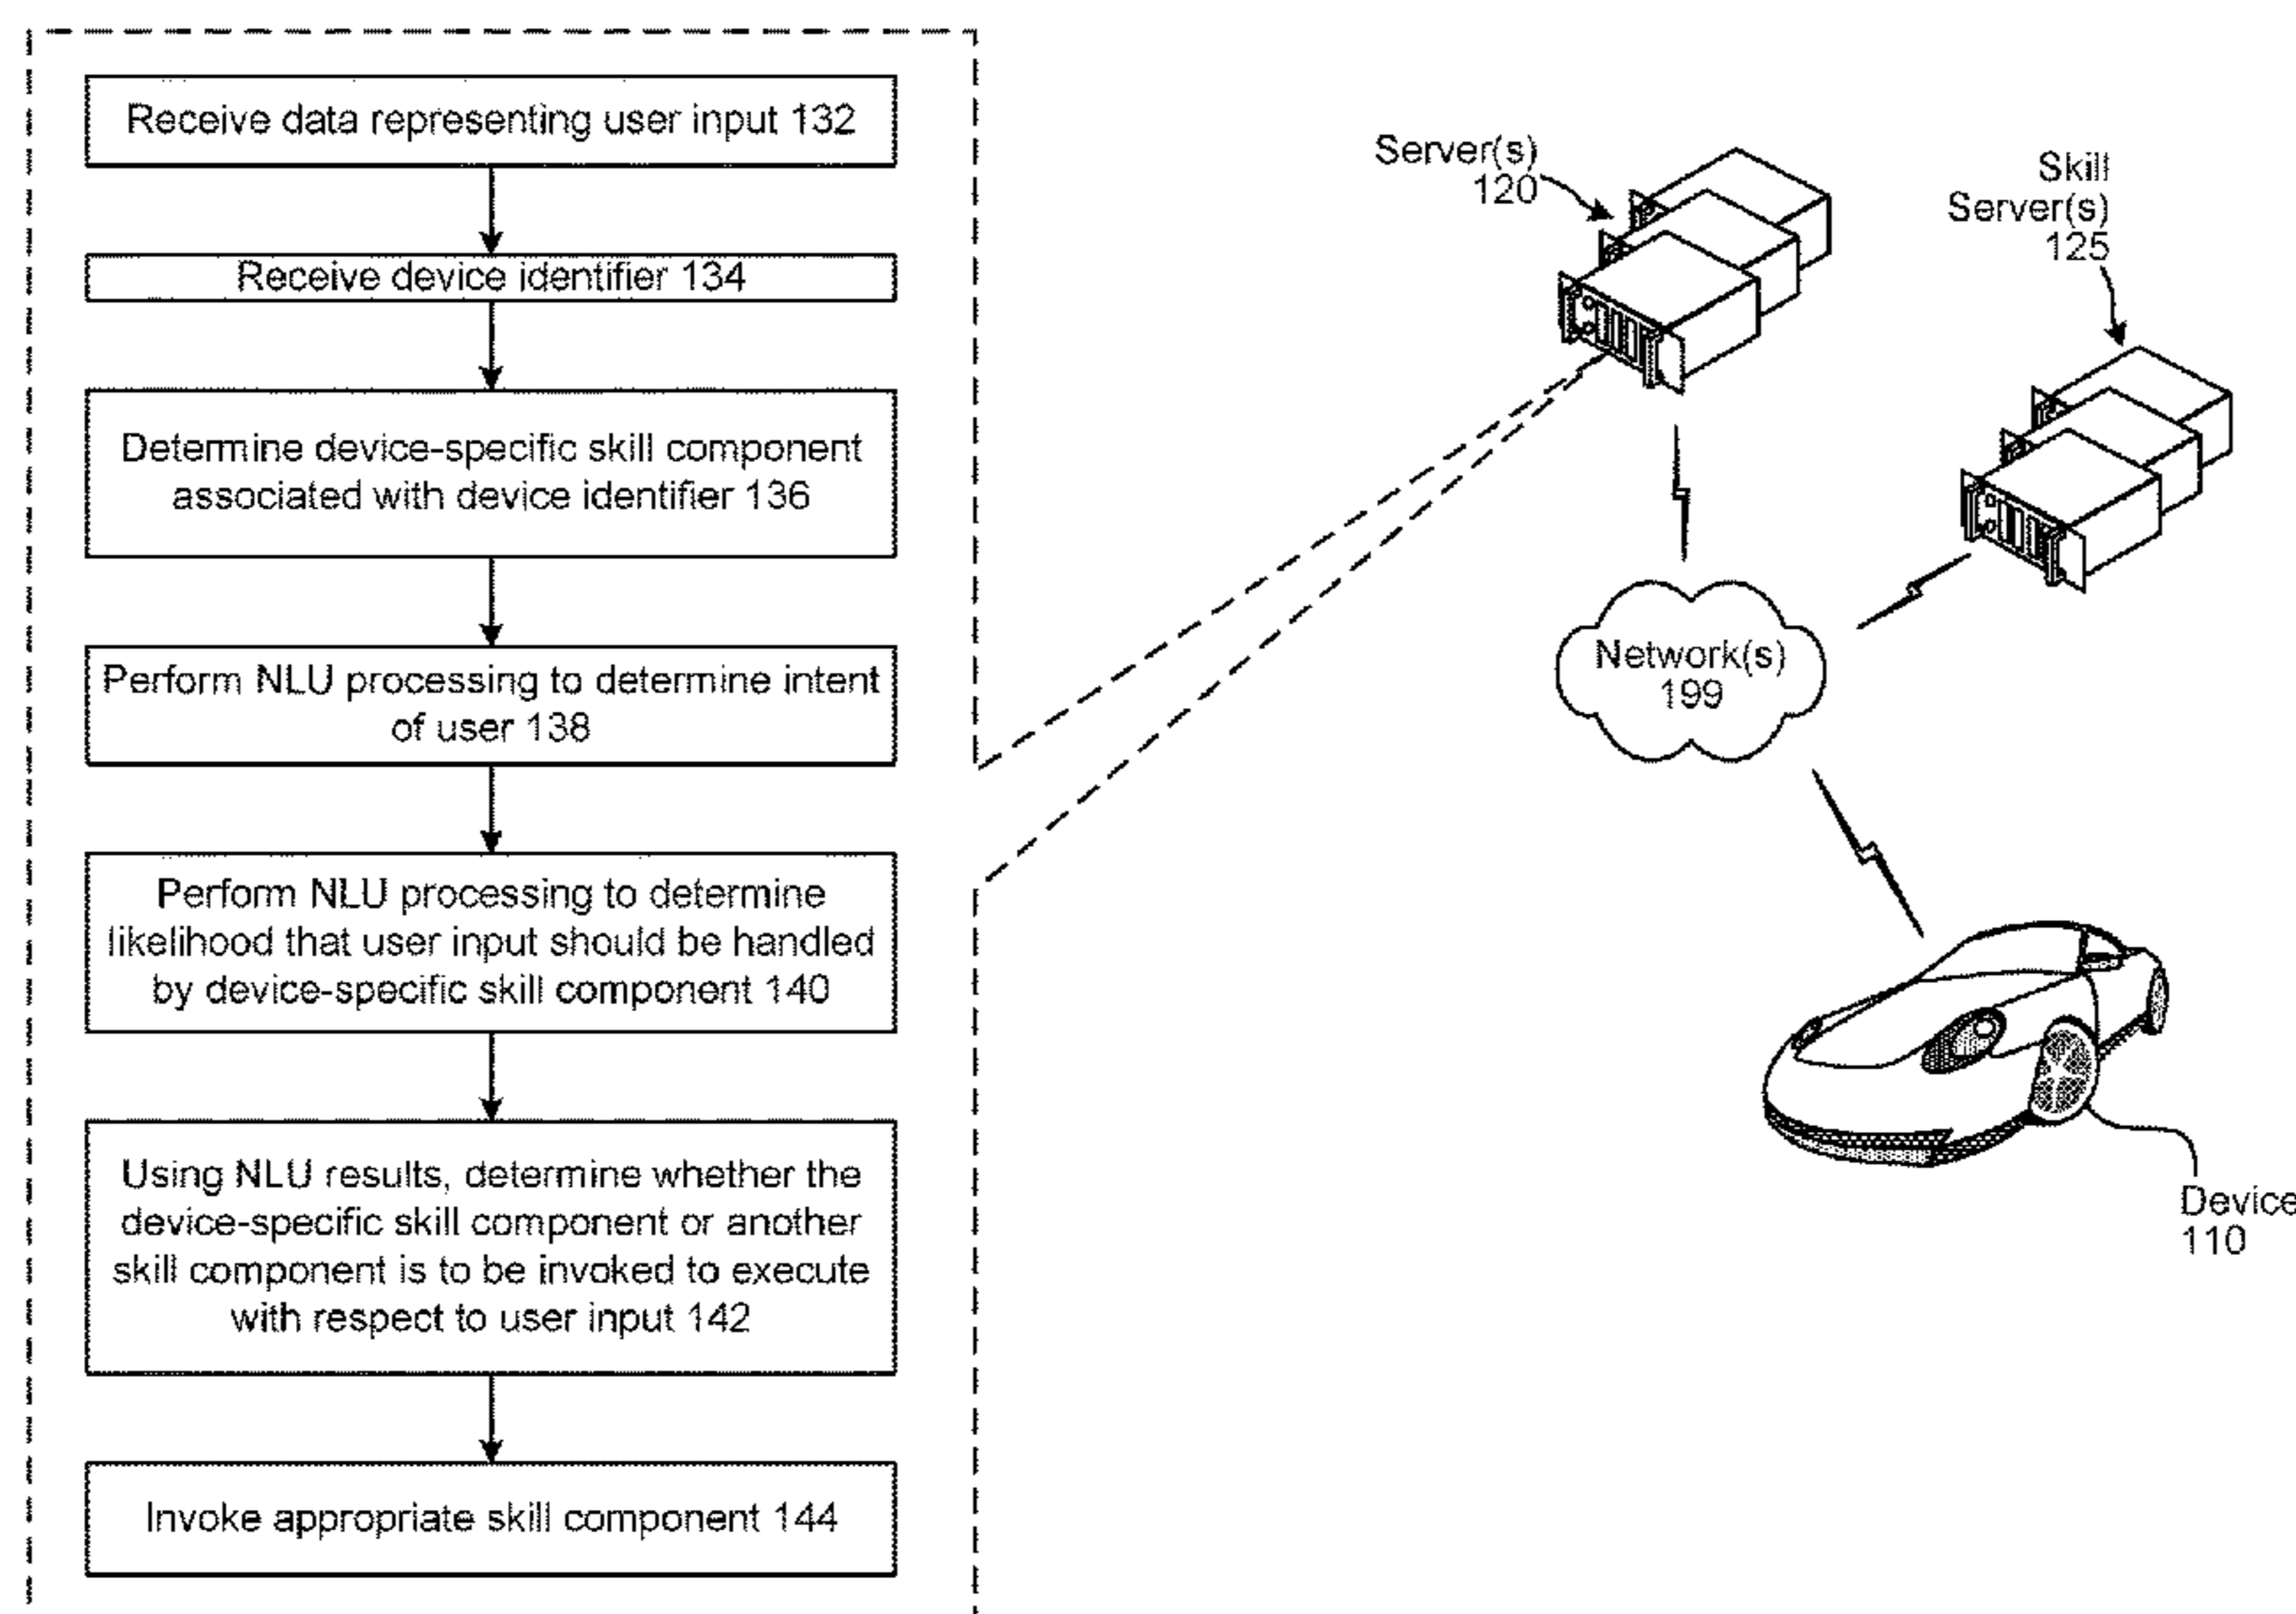 Receive data representing user input 132
Receive device identifier 134
Determine device-specific skill component
associated with device identifier 136
Perform NLU processing to determine intent
of user 138
Perform NLU processing to determine
likelihood that user input should be handled
by device-specific skill component 140
Using NLU results, determine whether the
device-specific skill component or another
skill component is to be invoked to execute
with respect to user input 142
Invoke appropriate skill component 144
Server(s)
120
Skill
Server(s)
125
Network(s)
199
Device
110